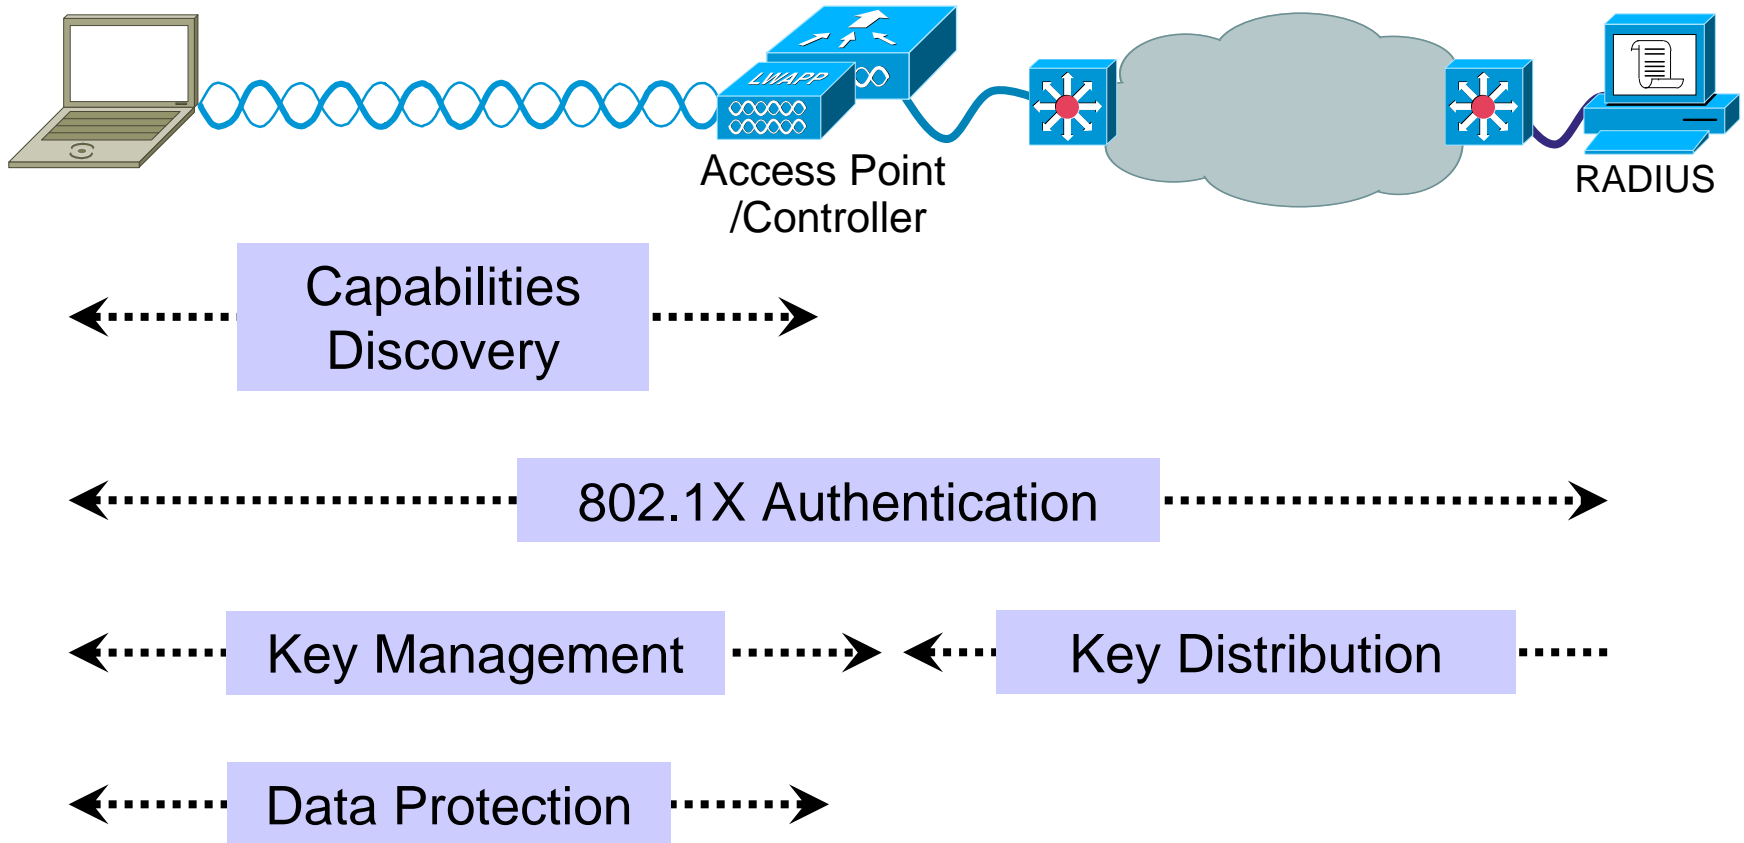 LWAPP
Access Point
/Controller
RADIUS
Capabilities
Discovery
802.1X Authentication
Key Management
Key Distribution
Data Protection